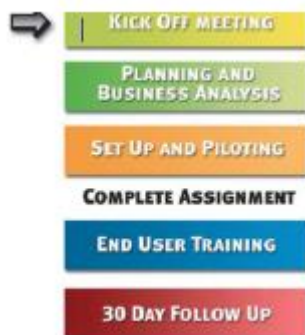 KICK OFF MEETING
PLANNING AND
BUSINESS ANALYSIS
SET UP AND PILOTING
COMPLETE ASSIGNMENT
END USER TRAINING
30 DAY FOLLOW UP